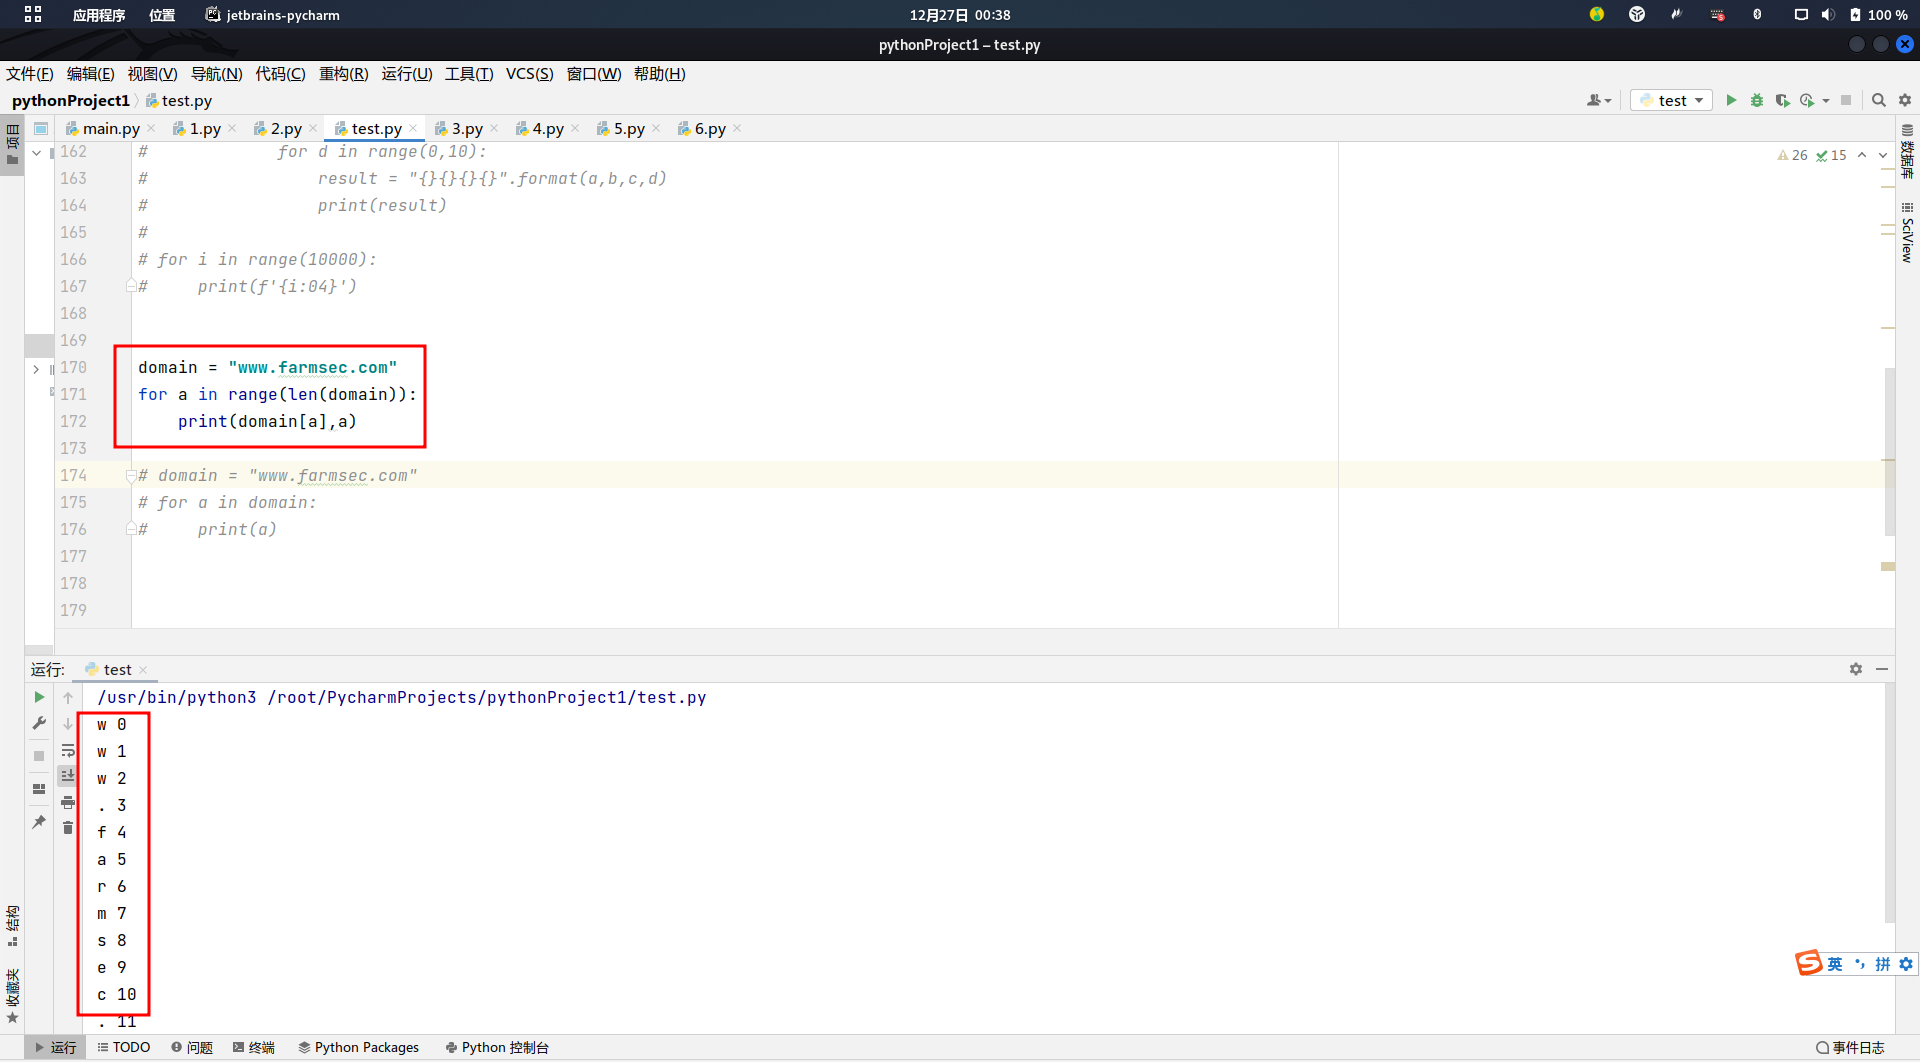 应用程序 位置 jetbrains-pycharm 12月27日 00:38 100 %
pythonProject1 – test.py
文件(F) 编辑(E) 视图(V) 导航(N) 代码(C) 重构(R) 运行(U) 工具(T) VCS(S) 窗口(W) 帮助(H)
pythonProject1 test.py test
main.py 1.py 2.py test.py 3.py 4.py 5.py 6.py
项目
数据库
SciView
26 15
162 # for d in range(0,10):
163 # result = "{}{}{}{}".format(a,b,c,d)
164 # print(result)
165 #
166 # for i in range(10000):
167 # print(f'{i:04}')
168
169
170 domain = "www.farmsec.com"
171 for a in range(len(domain)):
172 print(domain[a],a)
173
174 # domain = "www.farmsec.com"
175 # for a in domain:
176 # print(a)
177
178
179
运行: test
/usr/bin/python3 /root/PycharmProjects/pythonProject1/test.py
w 0
w 1
w 2
. 3
f 4
a 5
r 6
m 7
s 8
e 9
c 10
. 11
结构
收藏夹
S 英 拼
运行 TODO 问题 终端 Python Packages Python 控制台 事件日志